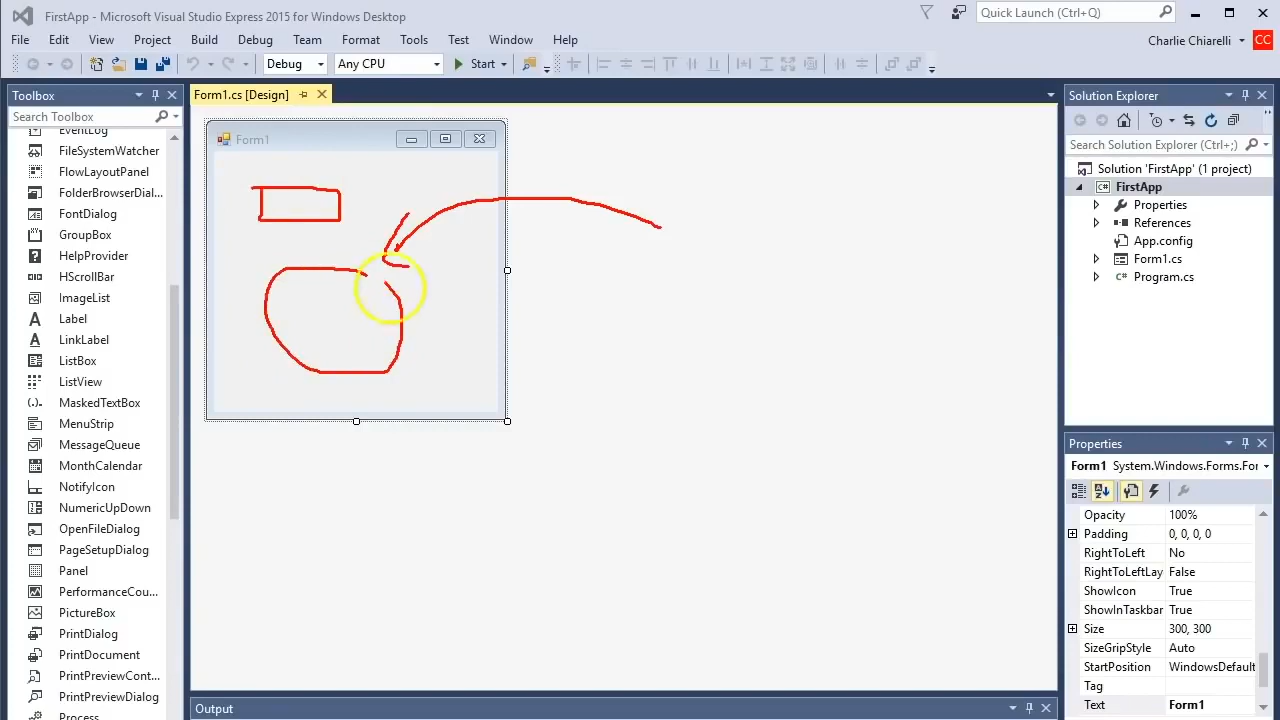 FirstApp - Microsoft Visual Studio Express 2015 for Windows Desktop
Quick Launch (Ctrl+Q)
File Edit View Project Build Debug Team Format Tools Test Window Help
Charlie Chiarelli CC
Debug Any CPU Start
Toolbox
Search Toolbox
EventLog
FileSystemWatcher
FlowLayoutPanel
FolderBrowserDial...
FontDialog
GroupBox
HelpProvider
HScrollBar
ImageList
Label
LinkLabel
ListBox
ListView
MaskedTextBox
MenuStrip
MessageQueue
MonthCalendar
NotifyIcon
NumericUpDown
OpenFileDialog
PageSetupDialog
Panel
PerformanceCou...
PictureBox
PrintDialog
PrintDocument
PrintPreviewCont...
PrintPreviewDialog
Process
Form1.cs [Design]
Form1
Output
Solution Explorer
Search Solution Explorer (Ctrl+;)
Solution 'FirstApp' (1 project)
FirstApp
Properties
References
App.config
Form1.cs
Program.cs
Properties
Form1 System.Windows.Forms.For
Opacity 100%
Padding 0, 0, 0, 0
RightToLeft No
RightToLeftLay False
ShowIcon True
ShowInTaskbar True
Size 300, 300
SizeGripStyle Auto
StartPosition WindowsDefault
Tag
Text Form1